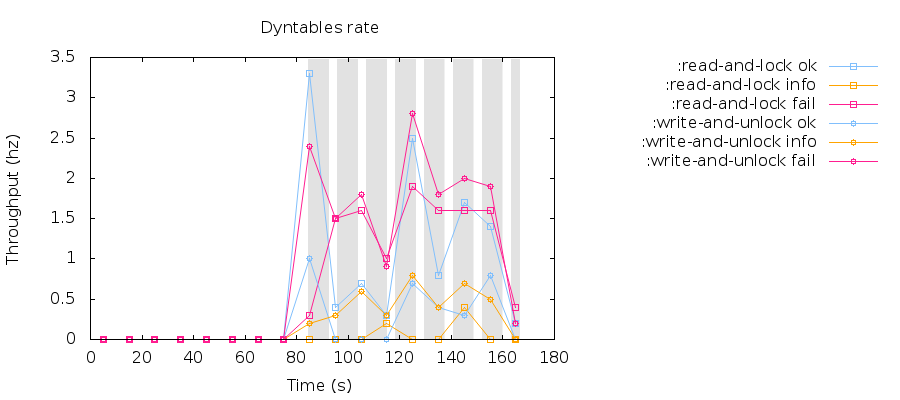 Dyntables rate
3.5
3
2.5
2
1.5
1
0.5
0
0 20 40 60 80 100 120 140 160 180
Throughput (hz)
Time (s)
:read-and-lock ok
:read-and-lock info
:read-and-lock fail
:write-and-unlock ok
:write-and-unlock info
:write-and-unlock fail